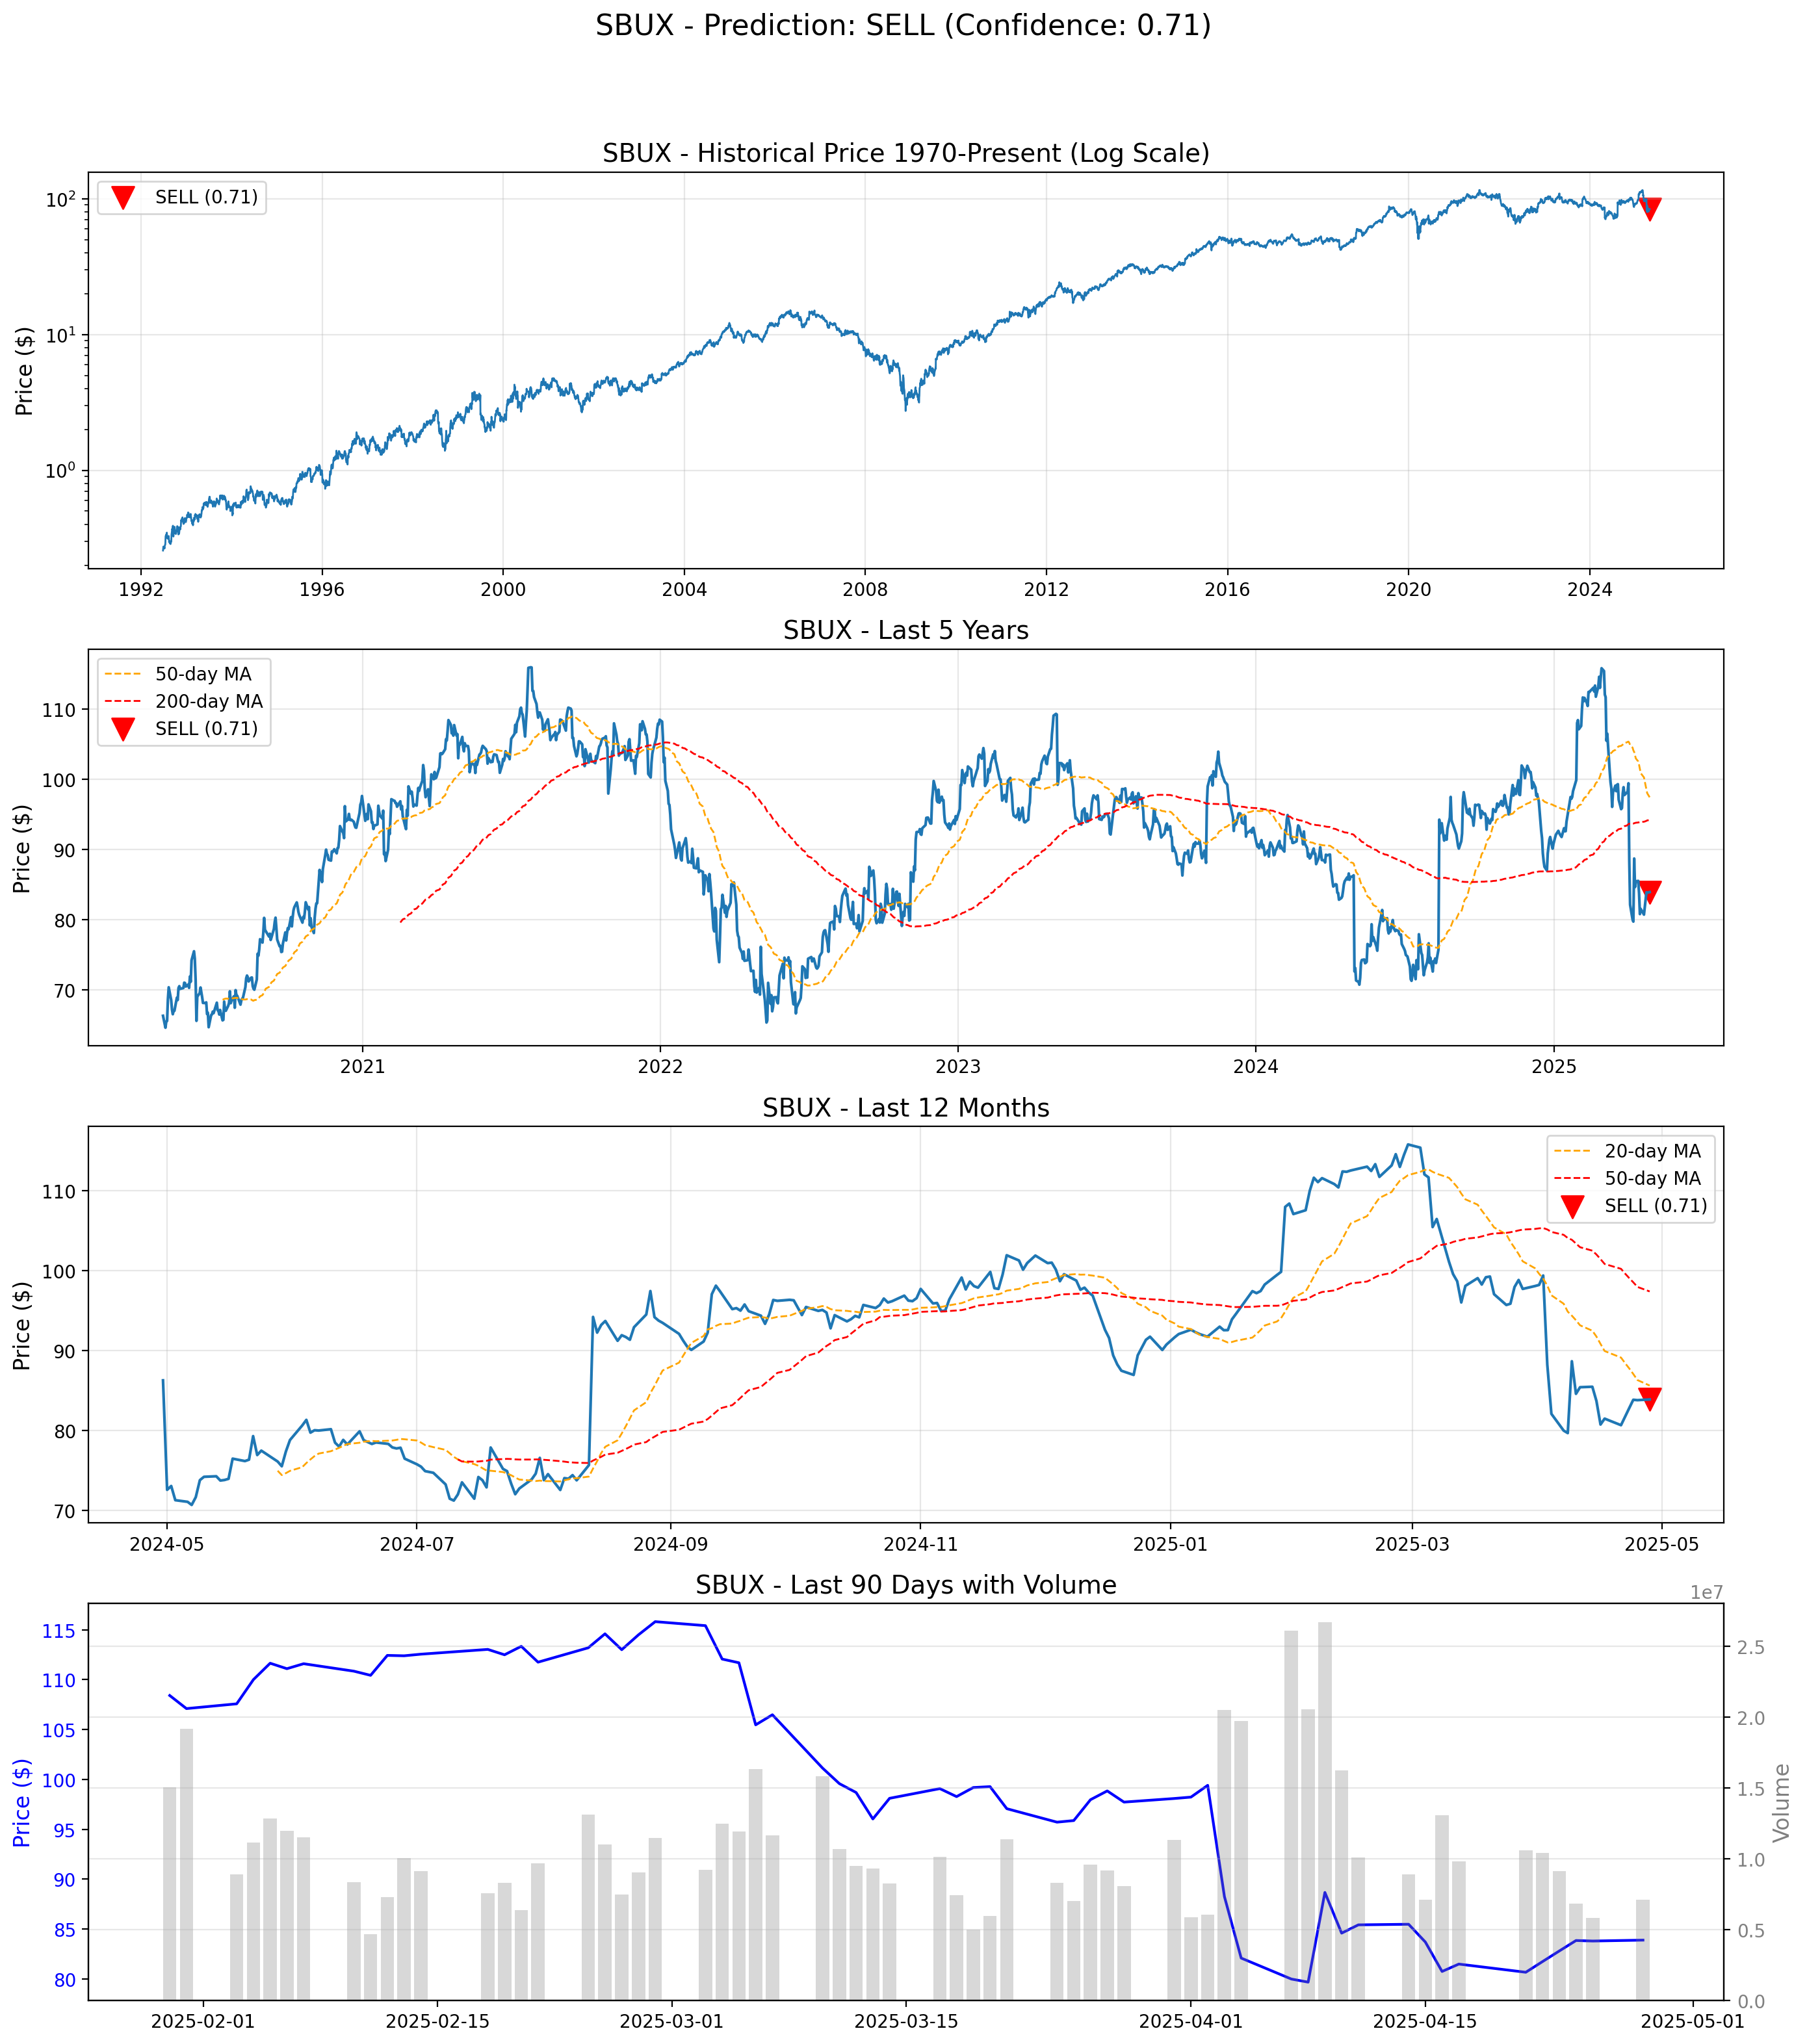 SBUX - Prediction: SELL (Confidence: 0.71)
SBUX - Historical Price 1970-Present (Log Scale)
SELL (0.71)
Price ($)
10²
10¹
10⁰
1992 1996 2000 2004 2008 2012 2016 2020 2024
SBUX - Last 5 Years
50-day MA
200-day MA
SELL (0.71)
Price ($)
110
100
90
80
70
2021 2022 2023 2024 2025
SBUX - Last 12 Months
20-day MA
50-day MA
SELL (0.71)
Price ($)
110
100
90
80
70
2024-05 2024-07 2024-09 2024-11 2025-01 2025-03 2025-05
SBUX - Last 90 Days with Volume
1e7
Price ($)
115
110
105
100
95
90
85
80
2.5
2.0
1.5
1.0
0.5
0.0
Volume
2025-02-01 2025-02-15 2025-03-01 2025-03-15 2025-04-01 2025-04-15 2025-05-01